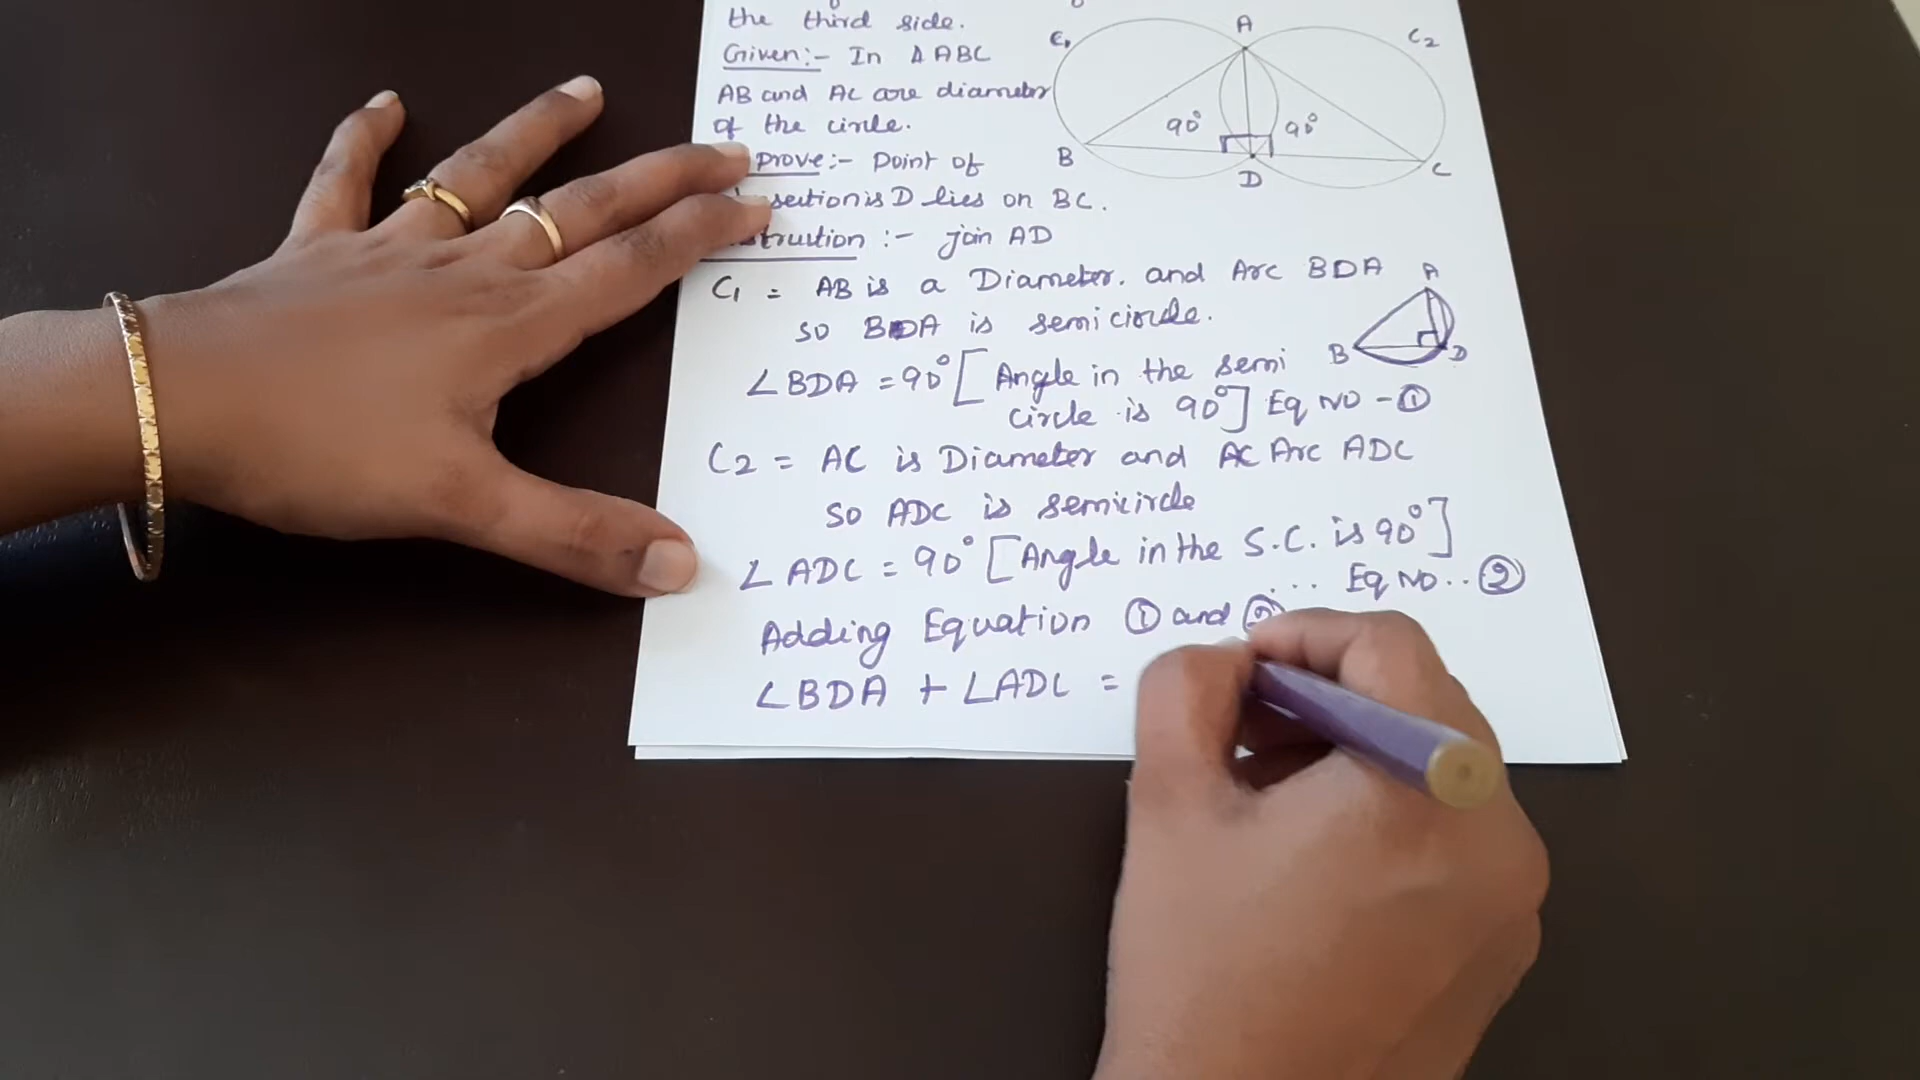 the third side.
Given:- In ΔABC
AB and AC are diameter
of the circle.
prove:- point of
section is D lies on BC.
struction :- join AD
C1 A C2
90° 90°
B D C
C1 = AB is a Diameter. and Arc BDA
so BDA is semicircle.
A
B D
∠BDA = 90° [Angle in the semi
circle is 90°] Eq NO - ①
C2 = AC is Diameter and AC Arc ADC
so ADC is semicircle
∠ADC = 90° [Angle in the S.C. is 90°]
... Eq NO.. ②
Adding Equation ① and ②
∠BDA + ∠ADC =